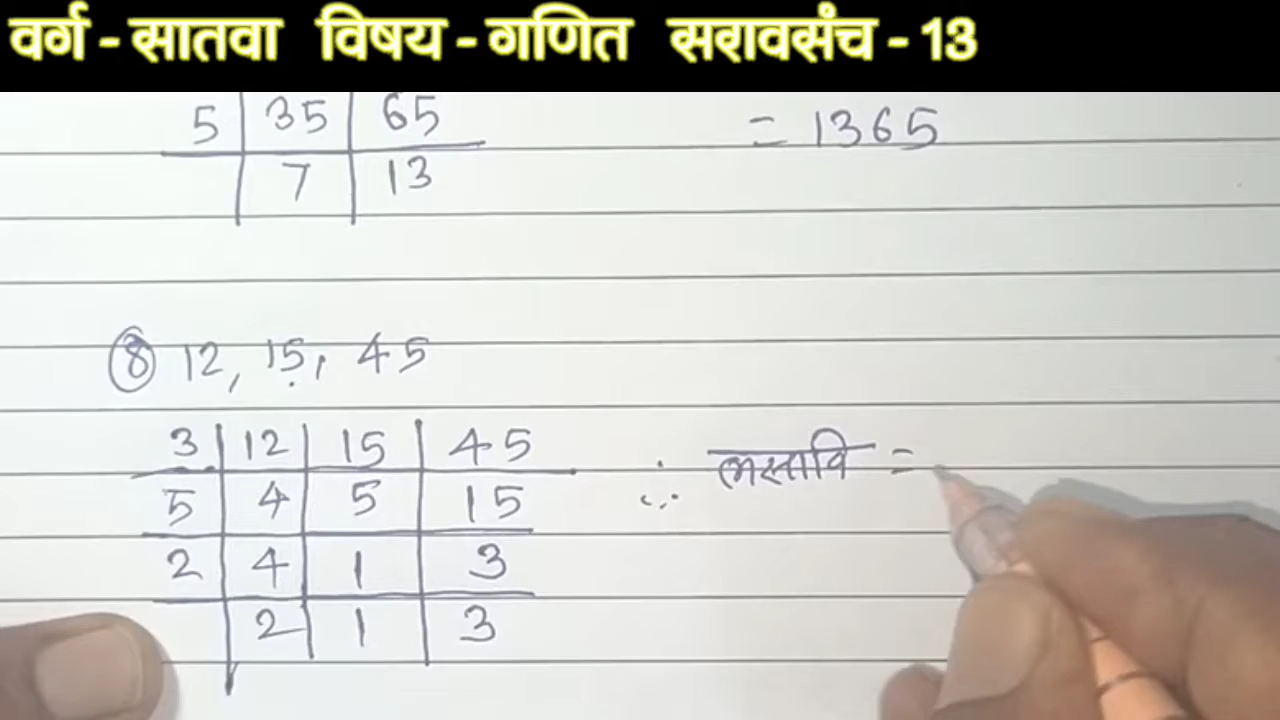 वर्ग - सातवा विषय - गणित सरावसंच - 13
5 35 65 = 1365
7 13
8 12, 15, 45
3 12 15 45 ∴ लसावि =
5 4 5 15
2 4 1 3
2 1 3